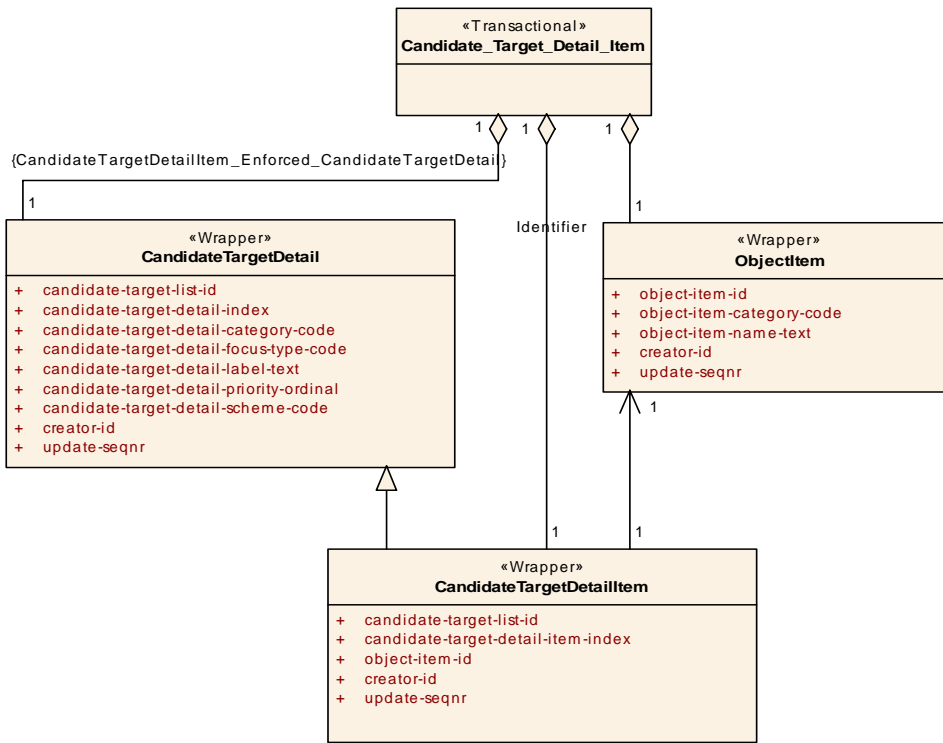 «Transactional»
Candidate_Target_Detail_Item
1
1
1
{CandidateTargetDetailItem_Enforced_CandidateTargetDetail}
1
1
Identifier
«Wrapper»
CandidateTargetDetail
+ candidate-target-list-id
+ candidate-target-detail-index
+ candidate-target-detail-category-code
+ candidate-target-detail-focus-type-code
+ candidate-target-detail-label-text
+ candidate-target-detail-priority-ordinal
+ candidate-target-detail-scheme-code
+ creator-id
+ update-seqnr
«Wrapper»
ObjectItem
+ object-item-id
+ object-item-category-code
+ object-item-name-text
+ creator-id
+ update-seqnr
1
1
1
«Wrapper»
CandidateTargetDetailItem
+ candidate-target-list-id
+ candidate-target-detail-item-index
+ object-item-id
+ creator-id
+ update-seqnr